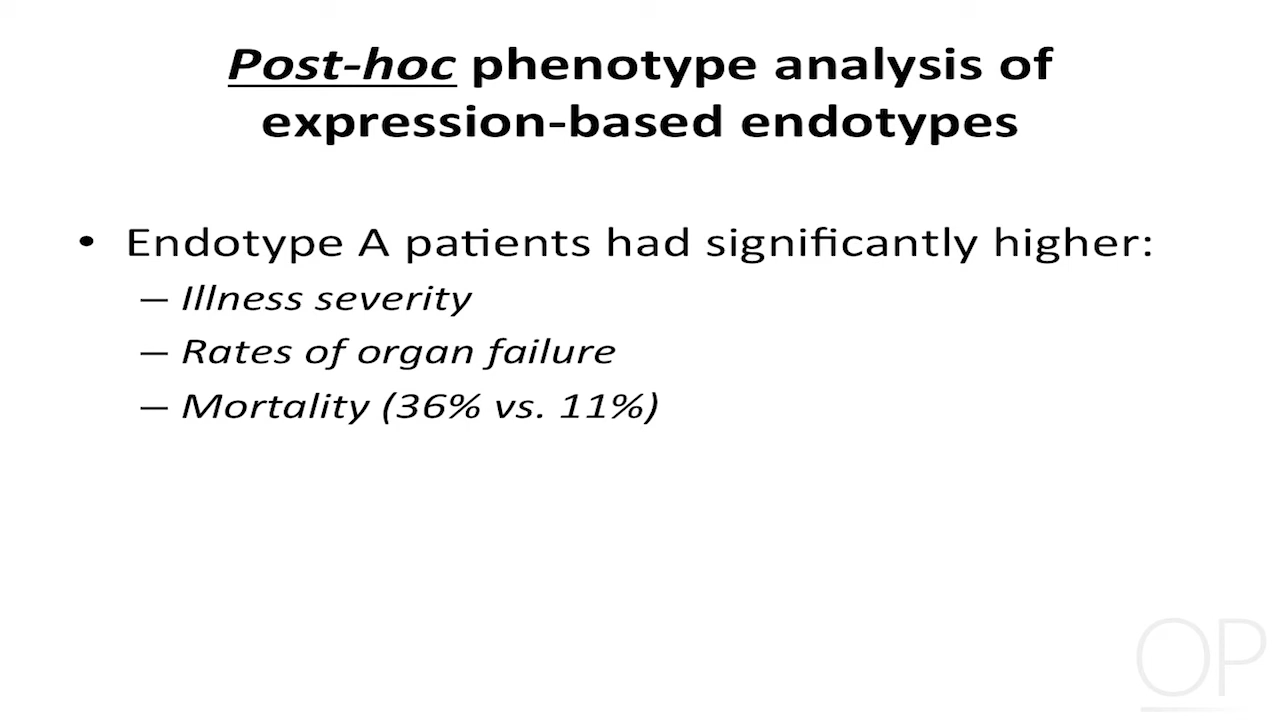 Post-hoc phenotype analysis of
expression-based endotypes
• Endotype A patients had significantly higher:
– Illness severity
– Rates of organ failure
– Mortality (36% vs. 11%)
OP